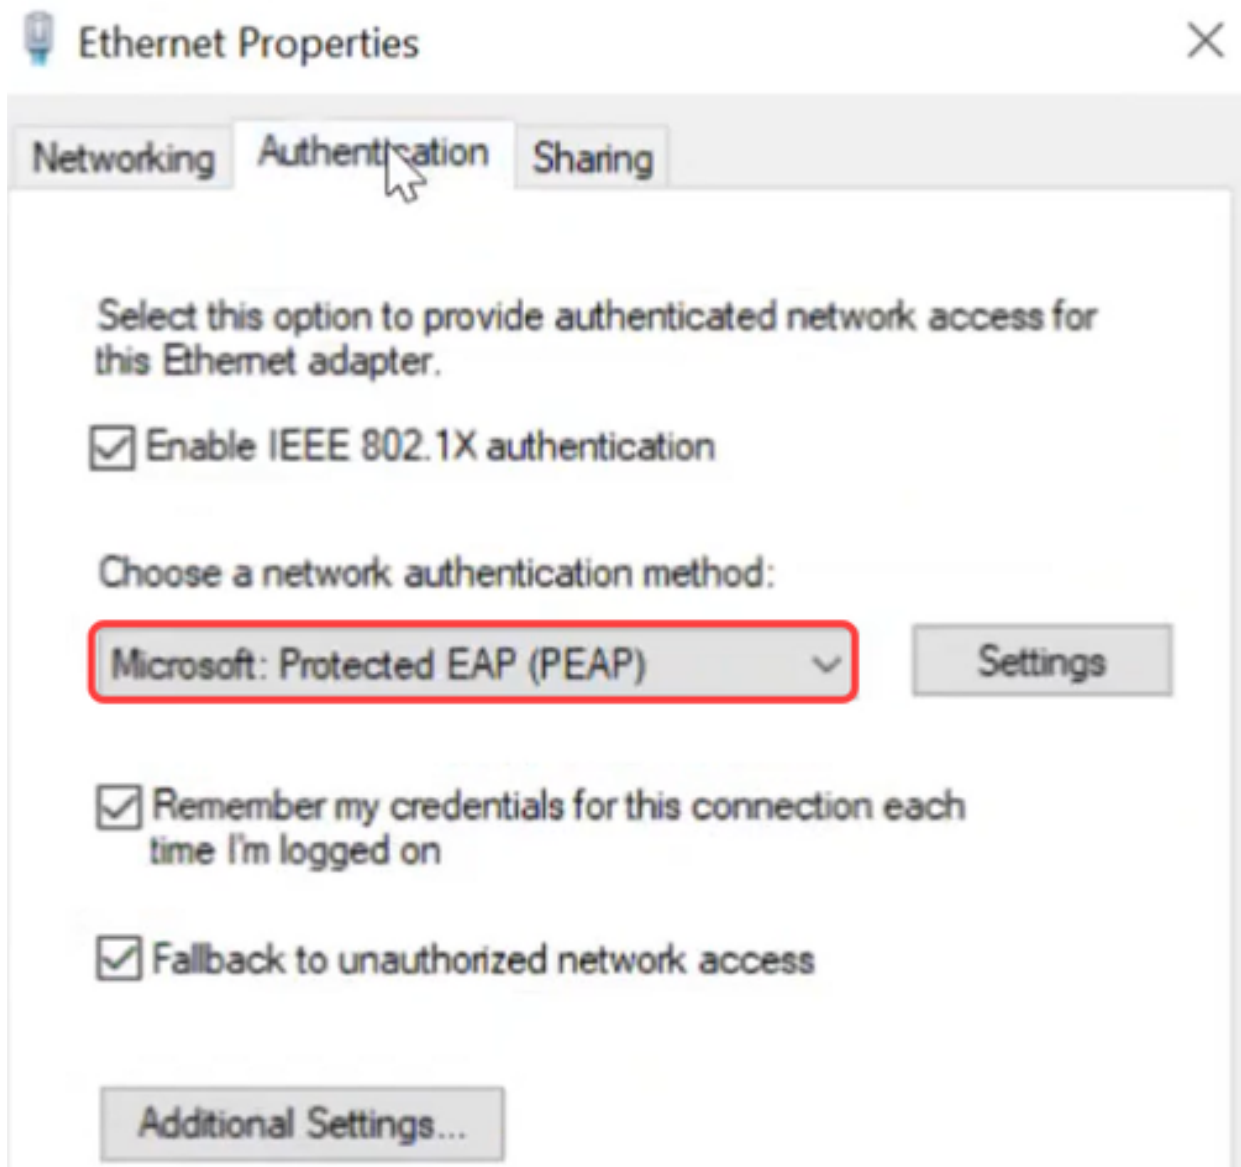 Ethernet Properties
Networking
Authentication
Sharing
Select this option to provide authenticated network access for
this Ethernet adapter.
Enable IEEE 802.1X authentication
Choose a network authentication method:
Microsoft: Protected EAP (PEAP)
Settings
Remember my credentials for this connection each
time I'm logged on
Fallback to unauthorized network access
Additional Settings...